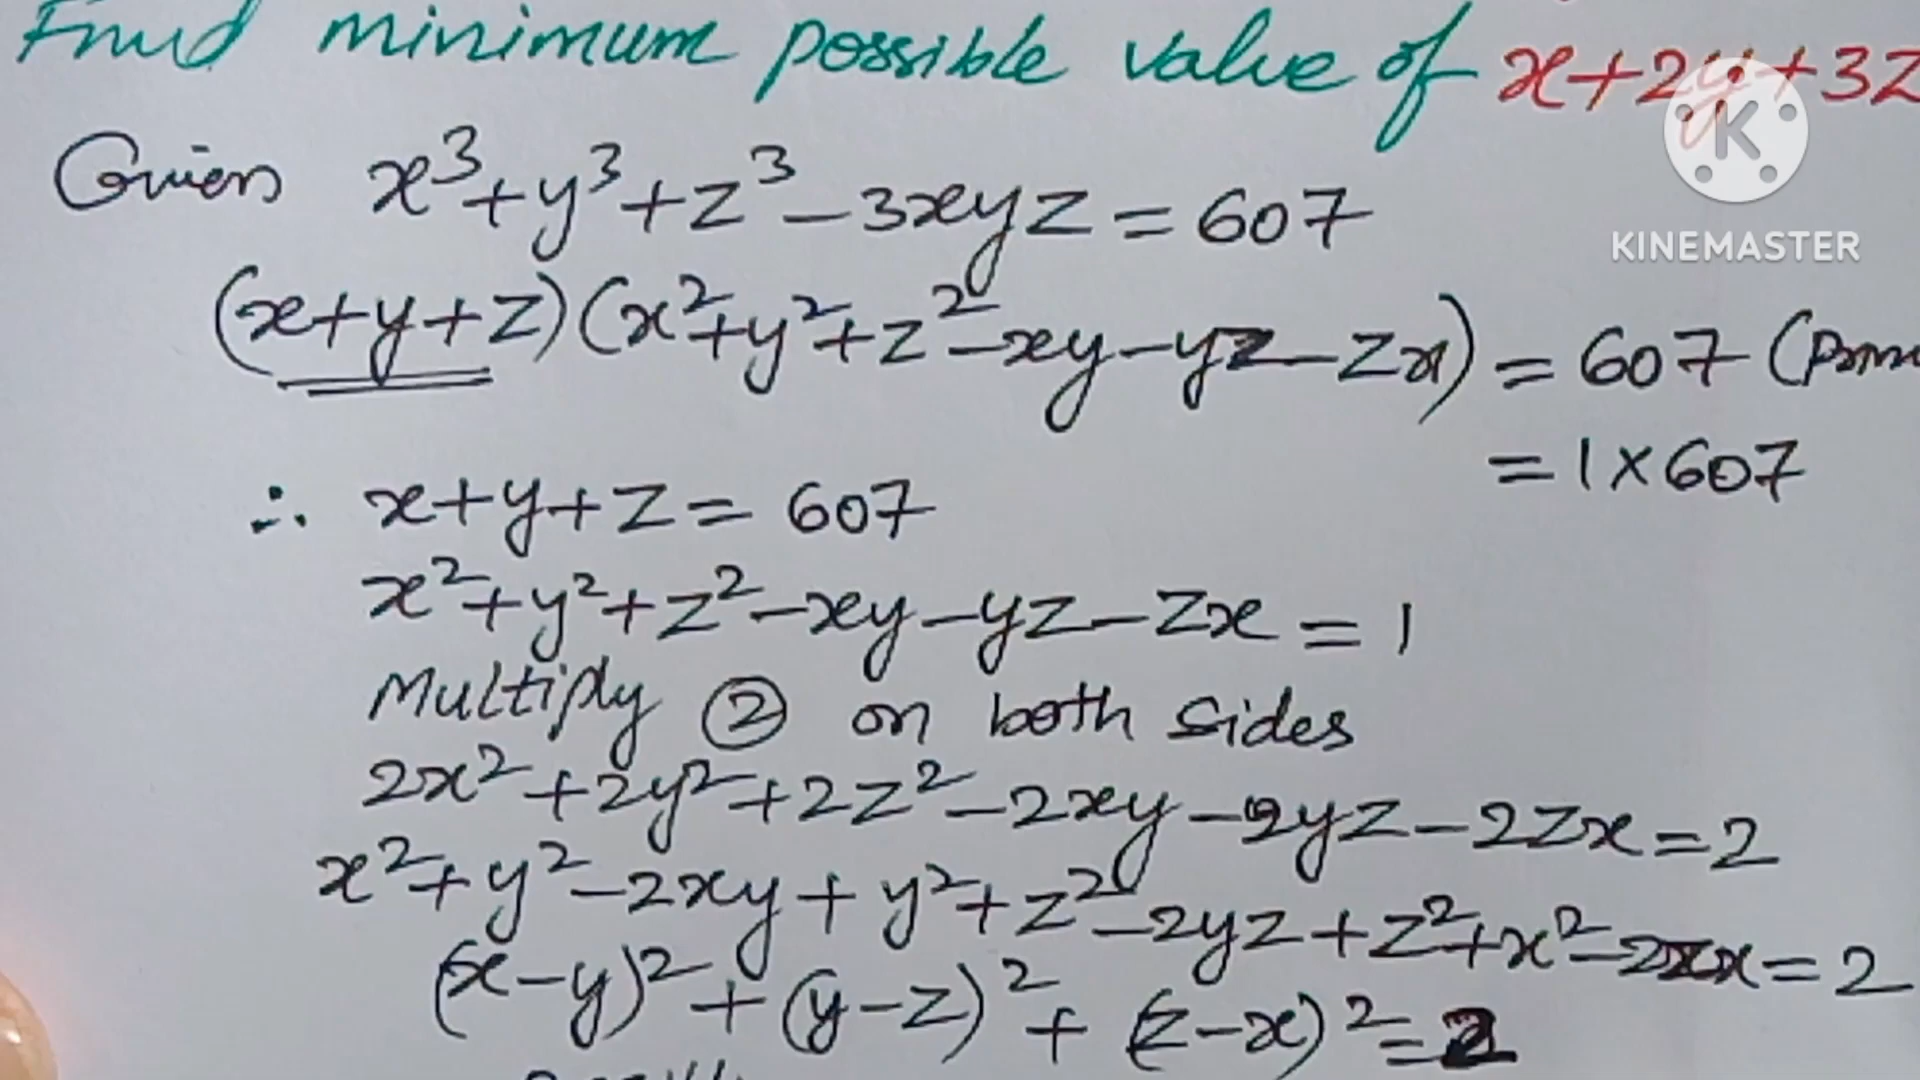 Find minimum possible value of x+2y+3z
Given x³+y³+z³-3xyz=607
KINEMASTER
(x+y+z)(x²+y²+z²-xy-yz-zx)=607 (Prim
=1×607
∴ x+y+z=607
x²+y²+z²-xy-yz-zx=1
Multiply ② on both sides
2x²+2y²+2z²-2xy-2yz-2zx=2
x²+y²-2xy+y²+z²-2yz+z²+x²-2zx=2
(x-y)²+(y-z)²+(z-x)²=2